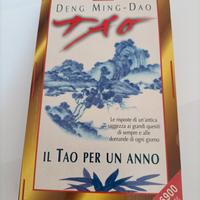 DENG MING-DAO
TAO
Le risposte di un'antica
saggezza ai grandi quesiti
di sempre e alle
domande di ogni giorno
IL TAO PER UN ANNO